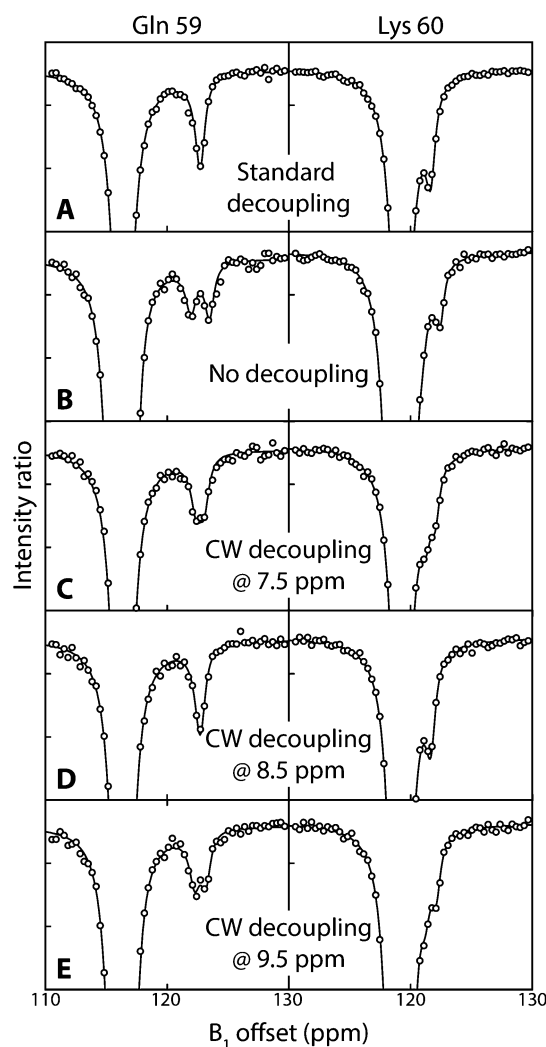 Gln 59 Lys 60
Standard
decoupling
A
No decoupling
B
Intensity ratio
CW decoupling
@ 7.5 ppm
C
CW decoupling
@ 8.5 ppm
D
CW decoupling
@ 9.5 ppm
E
110 120 130 120 130
B1 offset (ppm)